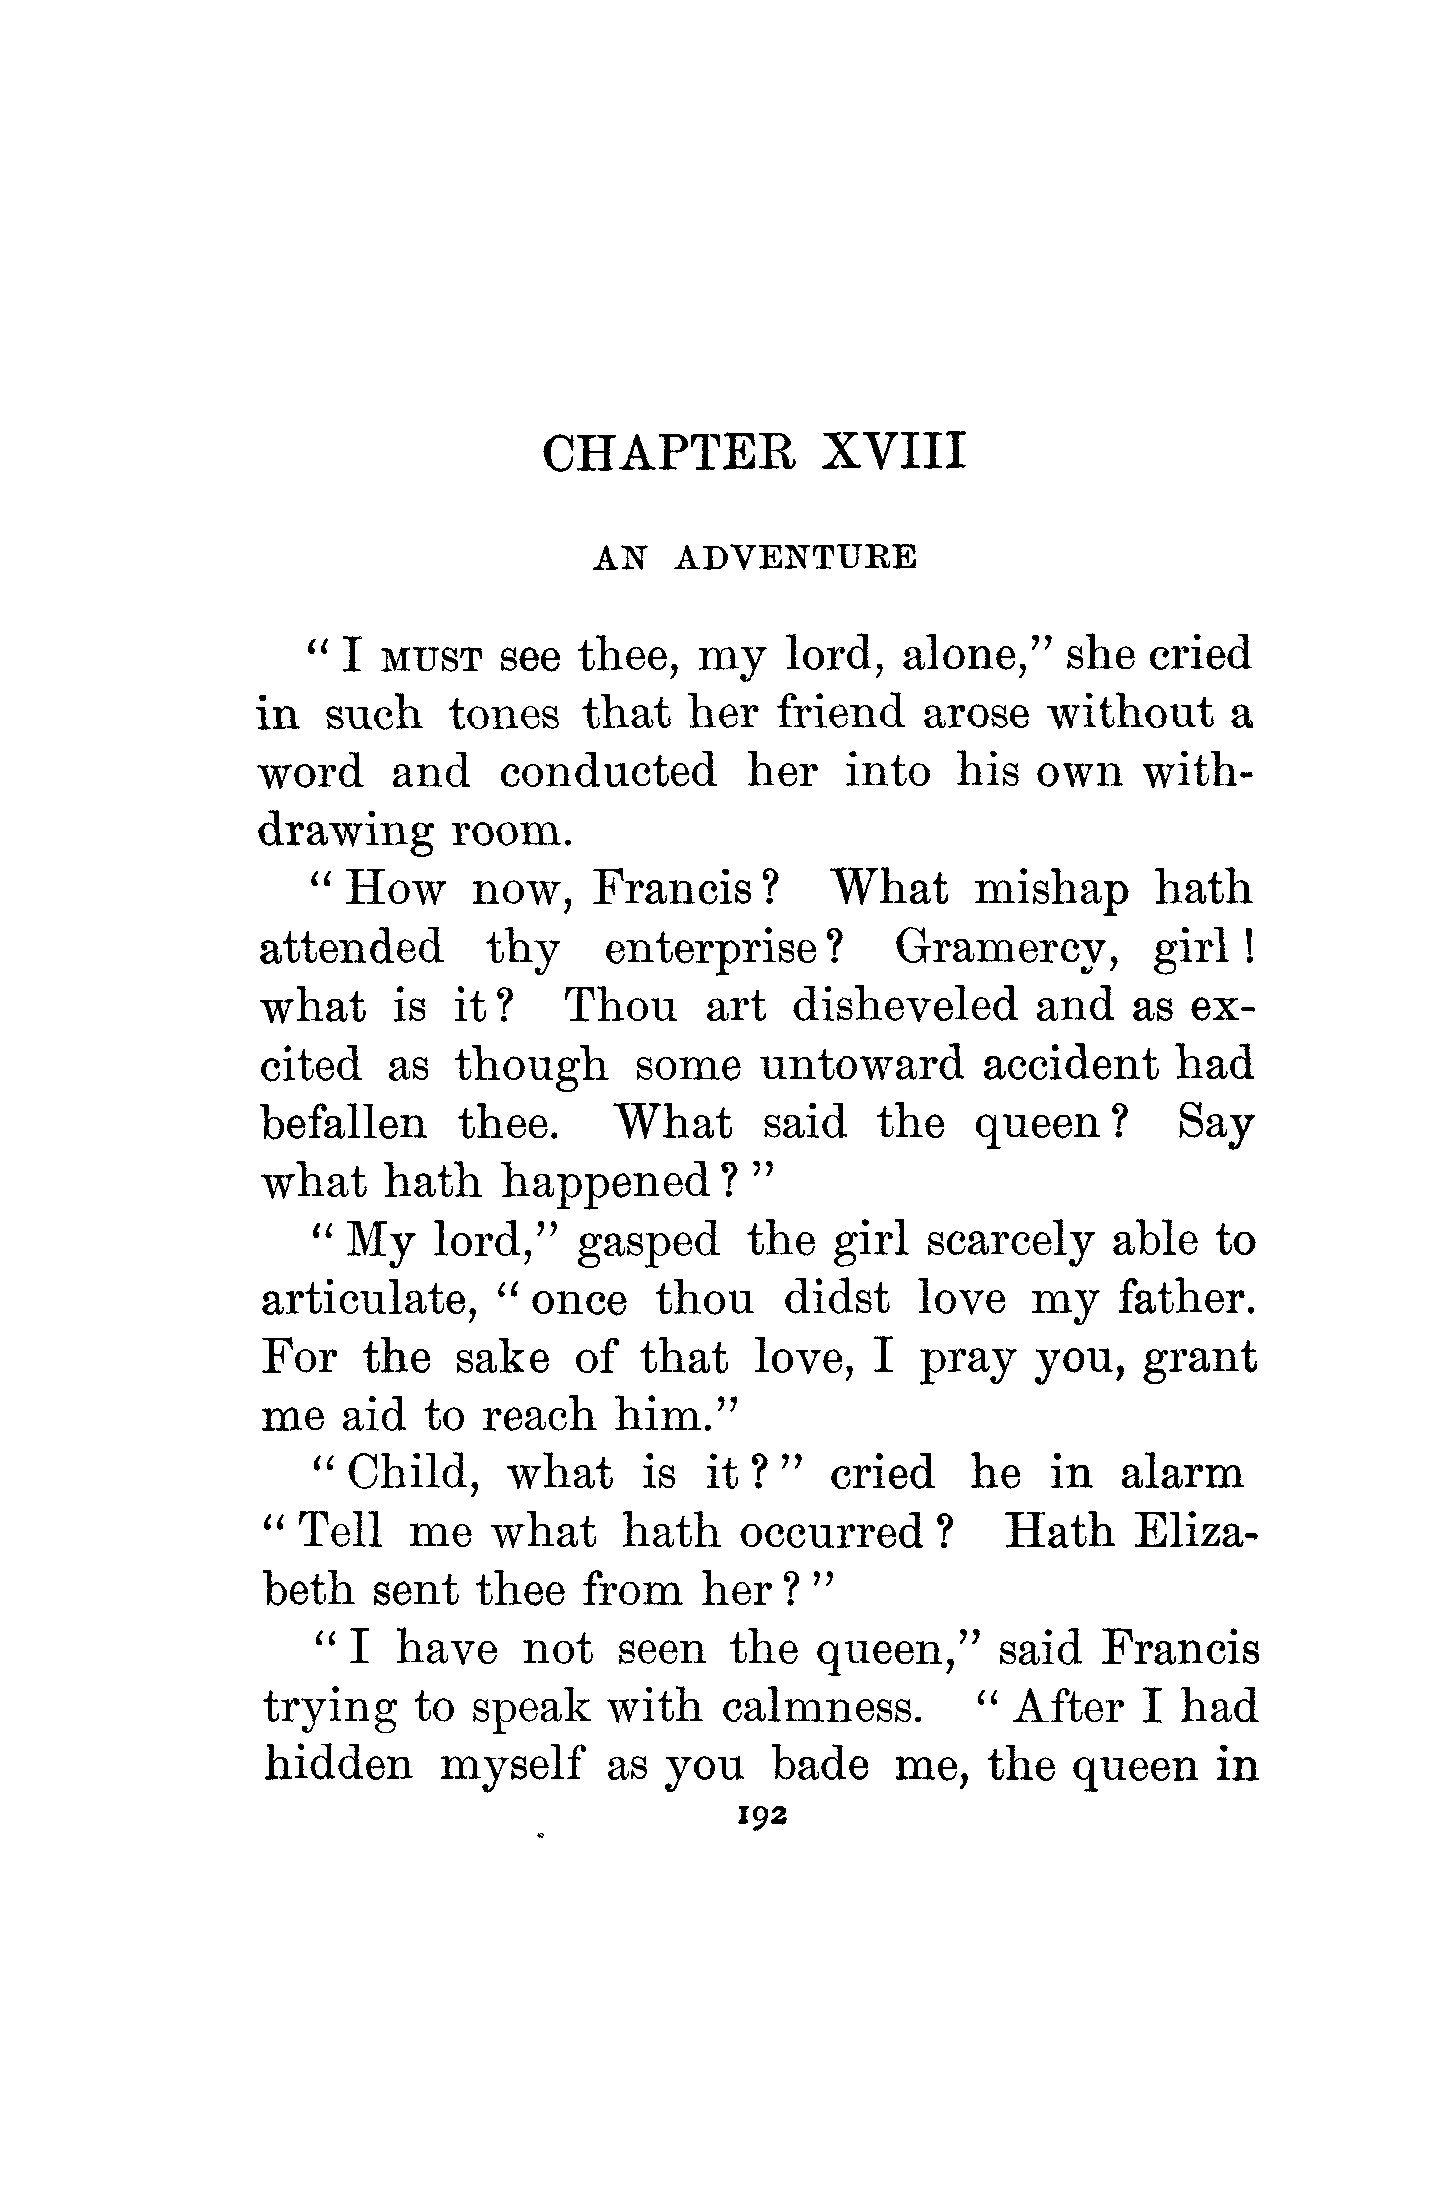 CHAPTER XVIII
AN ADVENTURE
“ I MUST see thee, my lord, alone,” she cried
in such tones that her friend arose without a
word and conducted her into his own with-
drawing room.
“ How now, Francis ? What mishap hath
attended thy enterprise ? Gramercy, girl !
what is it ? Thou art disheveled and as ex-
cited as though some untoward accident had
befallen thee. What said the queen ? Say
what hath happened ? ”
“ My lord,” gasped the girl scarcely able to
articulate, “ once thou didst love my father.
For the sake of that love, I pray you, grant
me aid to reach him.”
“ Child, what is it ? ” cried he in alarm
“ Tell me what hath occurred ? Hath Eliza-
beth sent thee from her ? ”
“ I have not seen the queen,” said Francis
trying to speak with calmness. “ After I had
hidden myself as you bade me, the queen in
192